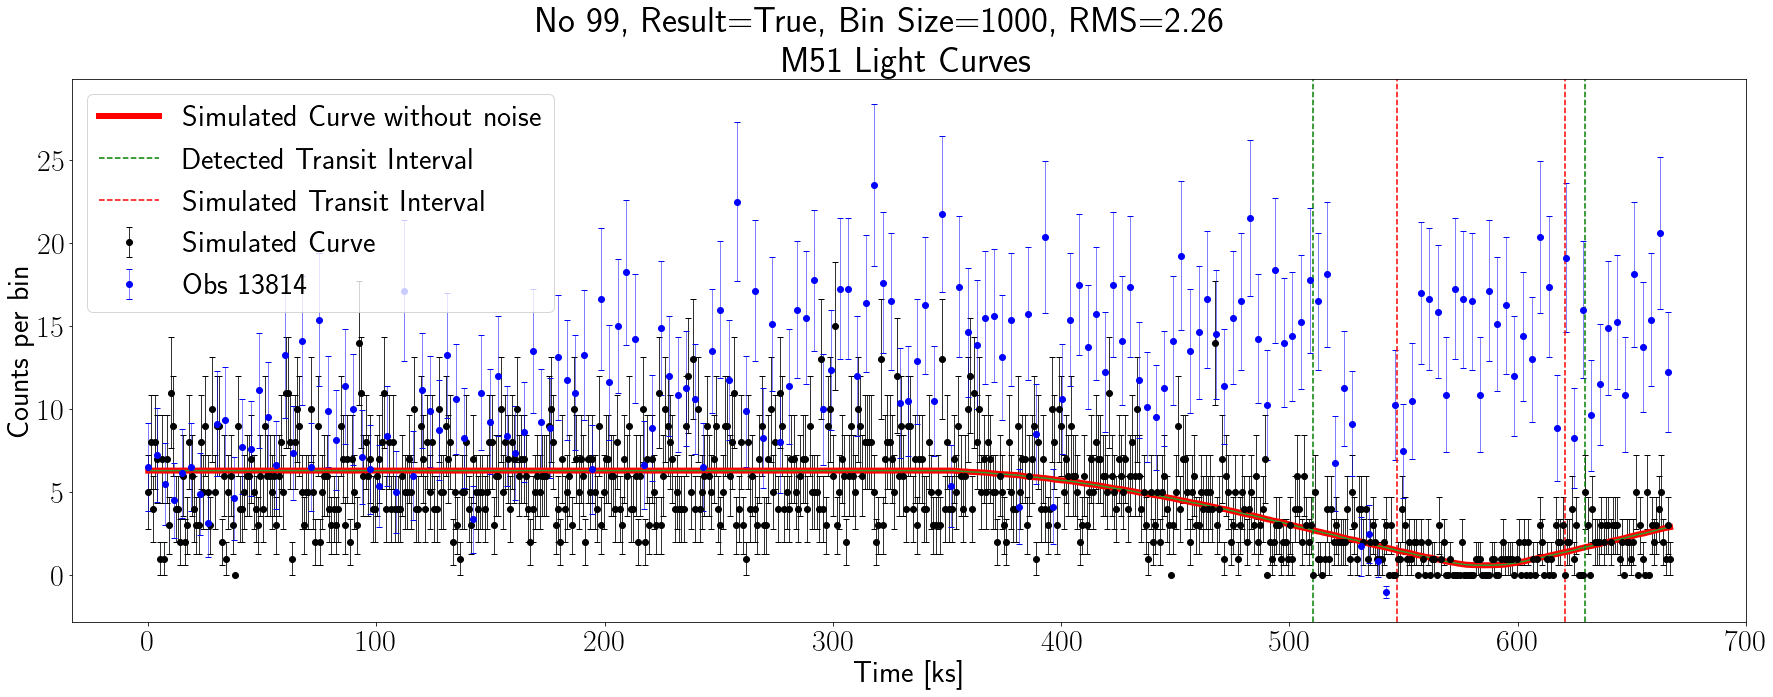 No 99, Result=True, Bin Size=1000, RMS=2.26
M51 Light Curves
Simulated Curve without noise
Detected Transit Interval
Simulated Transit Interval
Simulated Curve
Obs 13814
Counts per bin
25
20
15
10
5
0
0 100 200 300 400 500 600 700
Time [ks]